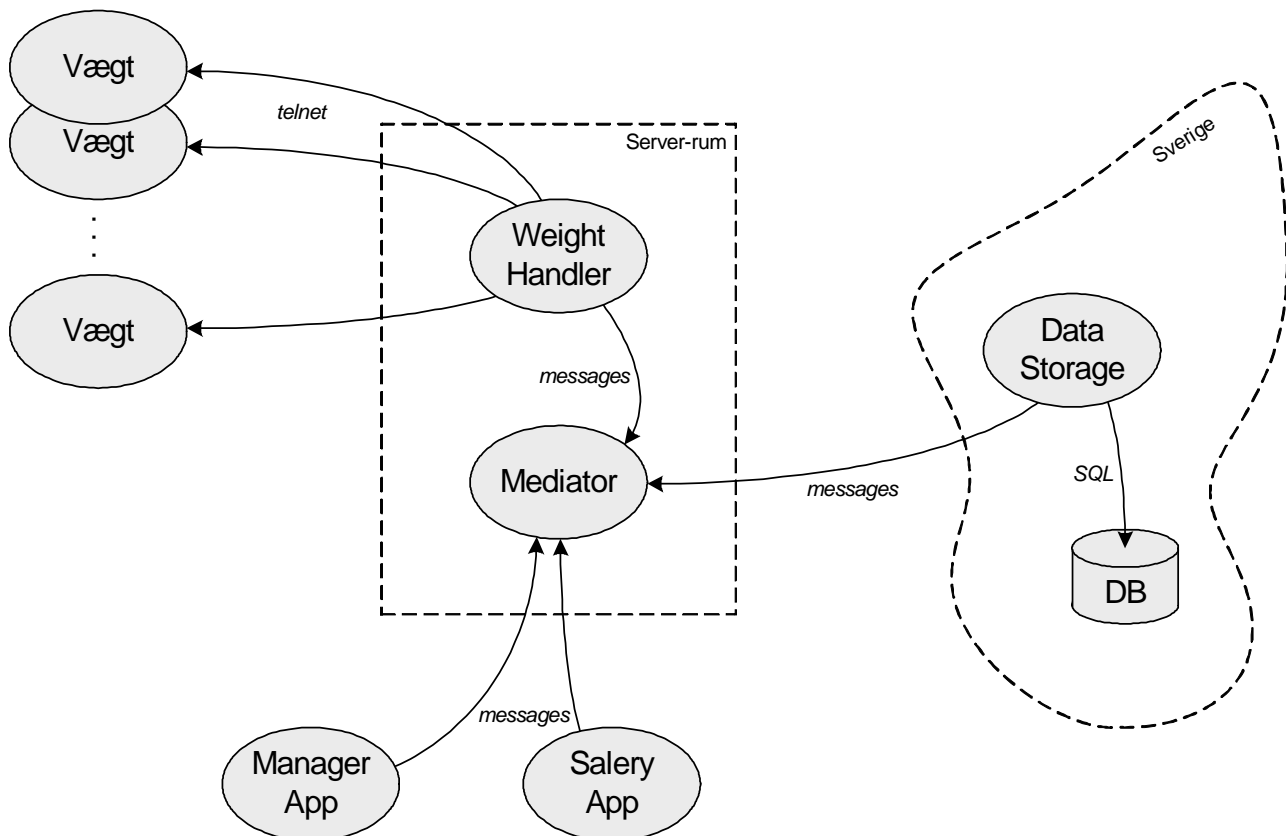 Vægt
telnet
Vægt
Server-rum
Sverige
Weight
Handler
Vægt
Data
Storage
messages
Mediator
messages
SQL
DB
messages
Manager
App
Salery
App